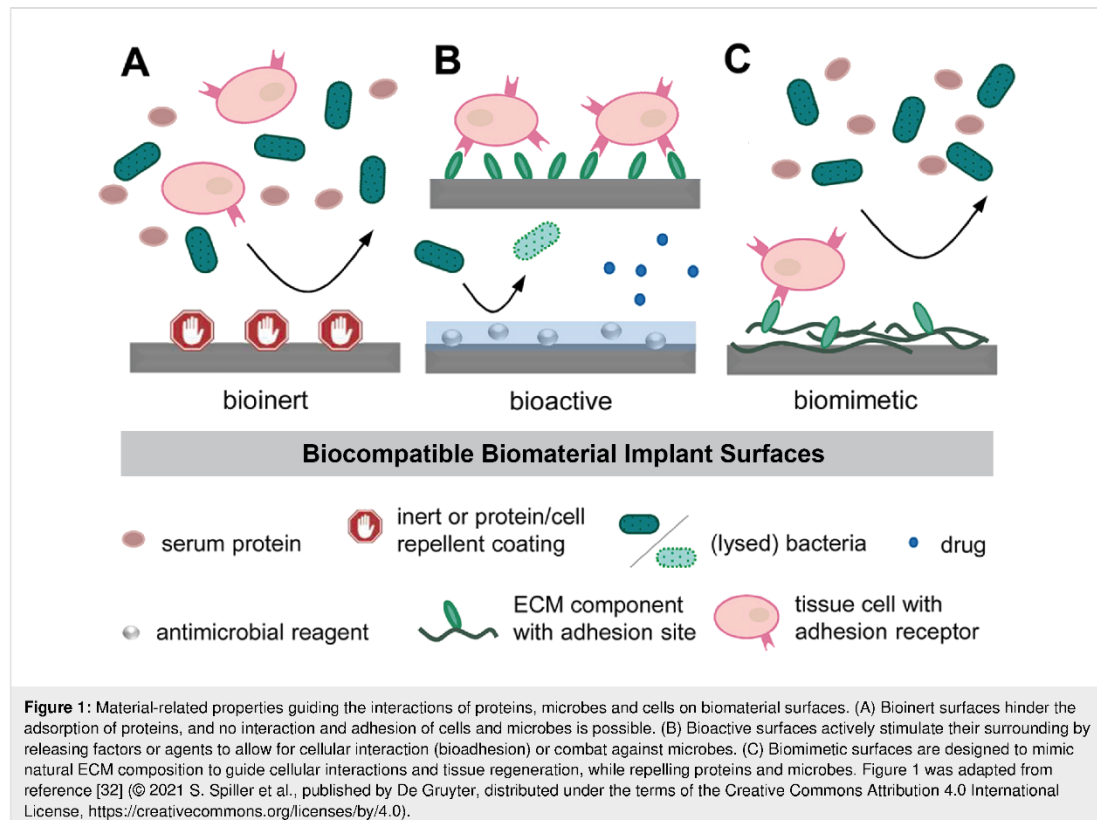 A
B
C
bioinert
bioactive
biomimetic
Biocompatible Biomaterial Implant Surfaces
serum protein
inert or protein/cell
repellent coating
(lysed) bacteria
drug
antimicrobial reagent
ECM component
with adhesion site
tissue cell with
adhesion receptor
Figure 1: Material-related properties guiding the interactions of proteins, microbes and cells on biomaterial surfaces. (A) Bioinert surfaces hinder the
adsorption of proteins, and no interaction and adhesion of cells and microbes is possible. (B) Bioactive surfaces actively stimulate their surrounding by
releasing factors or agents to allow for cellular interaction (bioadhesion) or combat against microbes. (C) Biomimetic surfaces are designed to mimic
natural ECM composition to guide cellular interactions and tissue regeneration, while repelling proteins and microbes. Figure 1 was adapted from
reference [32] (© 2021 S. Spiller et al., published by De Gruyter, distributed under the terms of the Creative Commons Attribution 4.0 International
License, https://creativecommons.org/licenses/by/4.0).